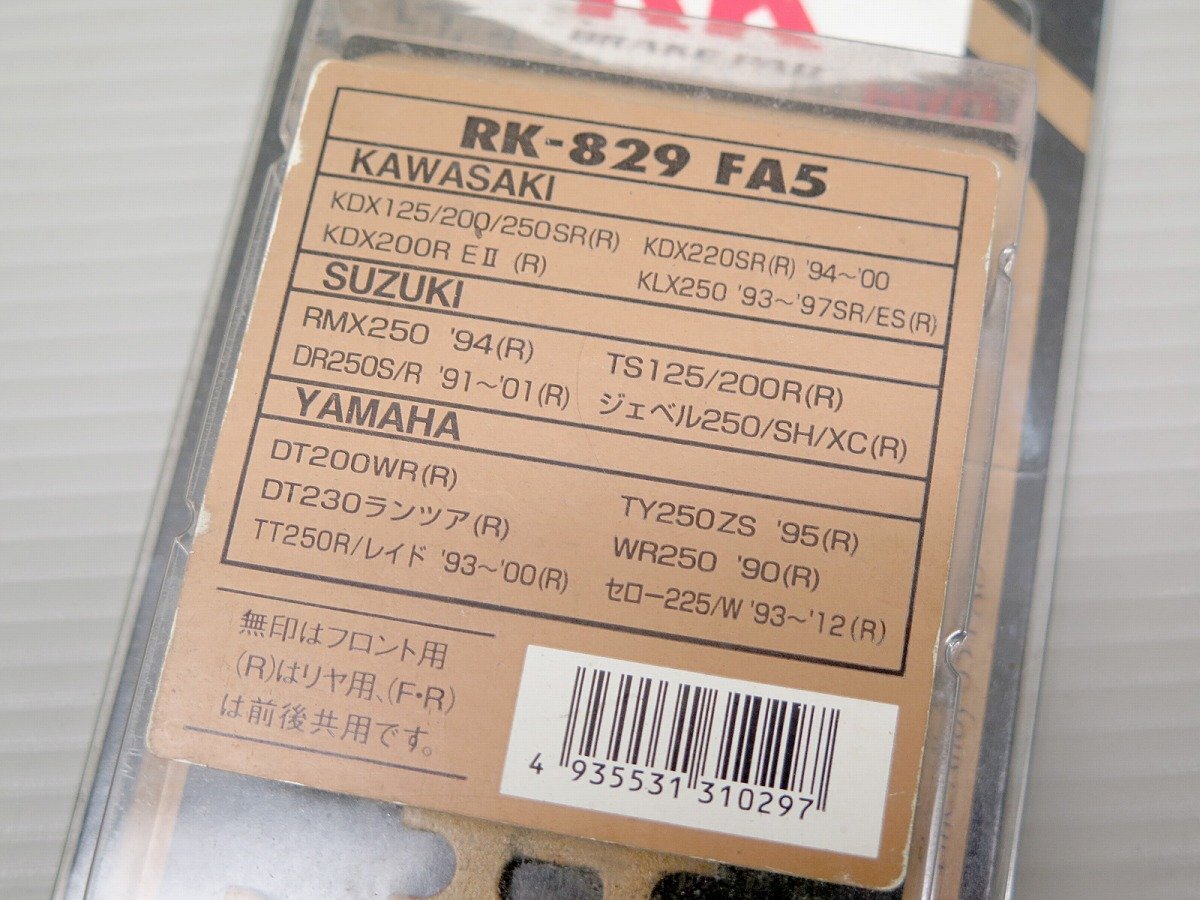 RK
BRAKE PAD
RK-829 FA5
KAWASAKI
KDX125/200/250SR(R) KDX220SR(R) '94～'00
KDX200R EⅡ (R) KLX250 '93～'97SR/ES(R)
SUZUKI
RMX250 '94(R) TS125/200R(R)
DR250S/R '91～'01(R) ジェベル250/SH/XC(R)
YAMAHA
DT200WR(R) TY250ZS '95(R)
DT230ランツア(R) WR250 '90(R)
TT250R/レイド '93～'00(R) セロー225/W '93～'12(R)
無印はフロント用
(R)はリヤ用、(F・R)
は前後共用です。
4 935531 310297